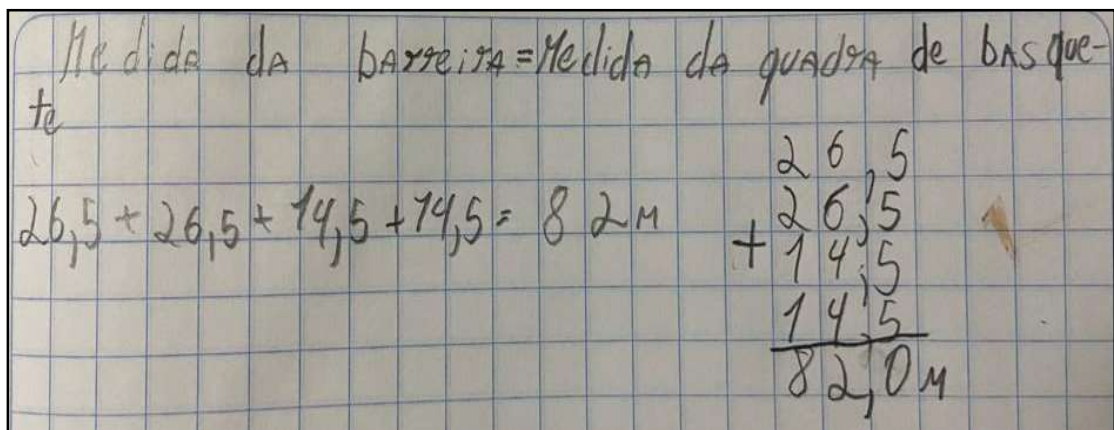 Medida da barreira = Medida da quadra de basque-
te
26,5 + 26,5 + 14,5 + 14,5 = 82 M
26,5
26,5
+ 14,5
14,5
82,0 M